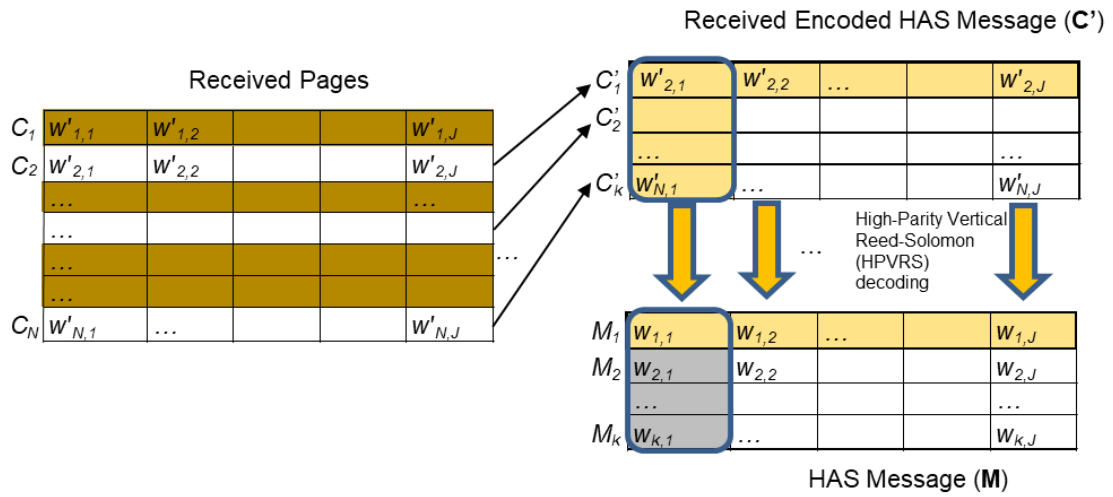 Received Encoded HAS Message (C’)
Received Pages
C'1 w'2,1 w'2,2 … w'2,J
C'2
… …
C'k w'N,1 … w'N,J
C1 w'1,1 w'1,2 w'1,J
C2 w'2,1 w'2,2 w'2,J
… …
…
…
…
CN w'N,1 … w'N,J
…
… High-Parity Vertical
Reed-Solomon
(HPVRS)
decoding
M1 w1,1 w1,2 … w1,J
M2 w2,1 w2,2 w2,J
… …
Mk wk,1 … wk,J
HAS Message (M)